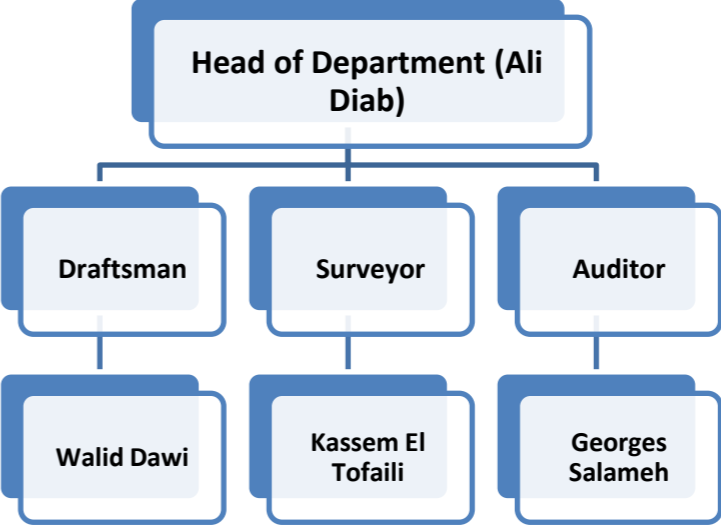 Head of Department (Ali
Diab)
Draftsman
Surveyor
Auditor
Walid Dawi
Kassem El
Tofaili
Georges
Salameh